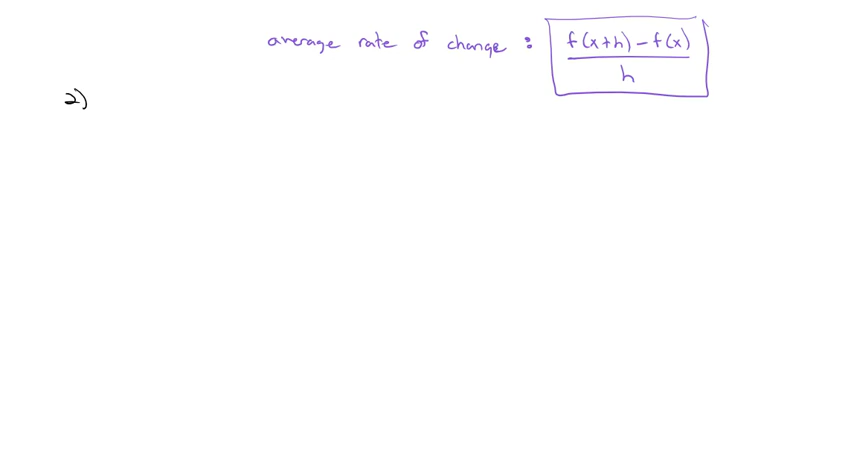 average rate of change : f(x+h) - f(x)
h
2)